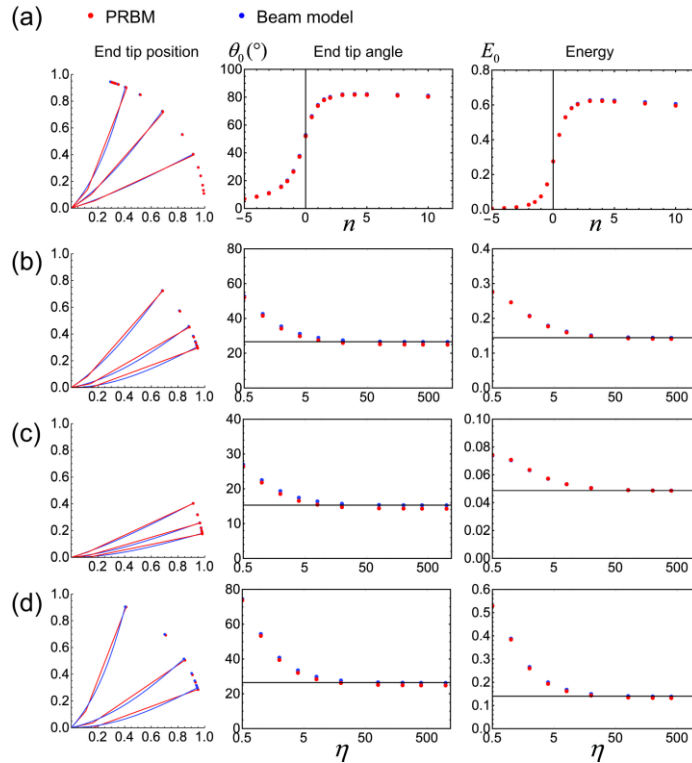 (a) PRBM Beam model
End tip position θ₀(°) End tip angle E₀ Energy
1.0 0.8 0.6 0.4 0.2 0.0
0.2 0.4 0.6 0.8 1.0
100 80 60 40 20 0
−5 0 5 10
n
0.8 0.6 0.4 0.2 0.0
−5 0 5 10
n
(b)
1.0 0.8 0.6 0.4 0.2 0.0
0.0 0.2 0.4 0.6 0.8 1.0
80 60 40 20 0
0.5 5 50 500
0.4 0.3 0.2 0.1 0.0
0.5 5 50 500
(c)
1.0 0.8 0.6 0.4 0.2 0.0
0.2 0.4 0.6 0.8 1.0
40 30 20 10 0
0.5 5 50 500
0.10 0.08 0.06 0.04 0.02 0.00
0.5 5 50 500
(d)
1.0 0.8 0.6 0.4 0.2 0.0
0.2 0.4 0.6 0.8 1.0
80 60 40 20 0
0.5 5 50 500
η
0.6 0.5 0.4 0.3 0.2 0.1 0.0
0.5 5 50 500
η